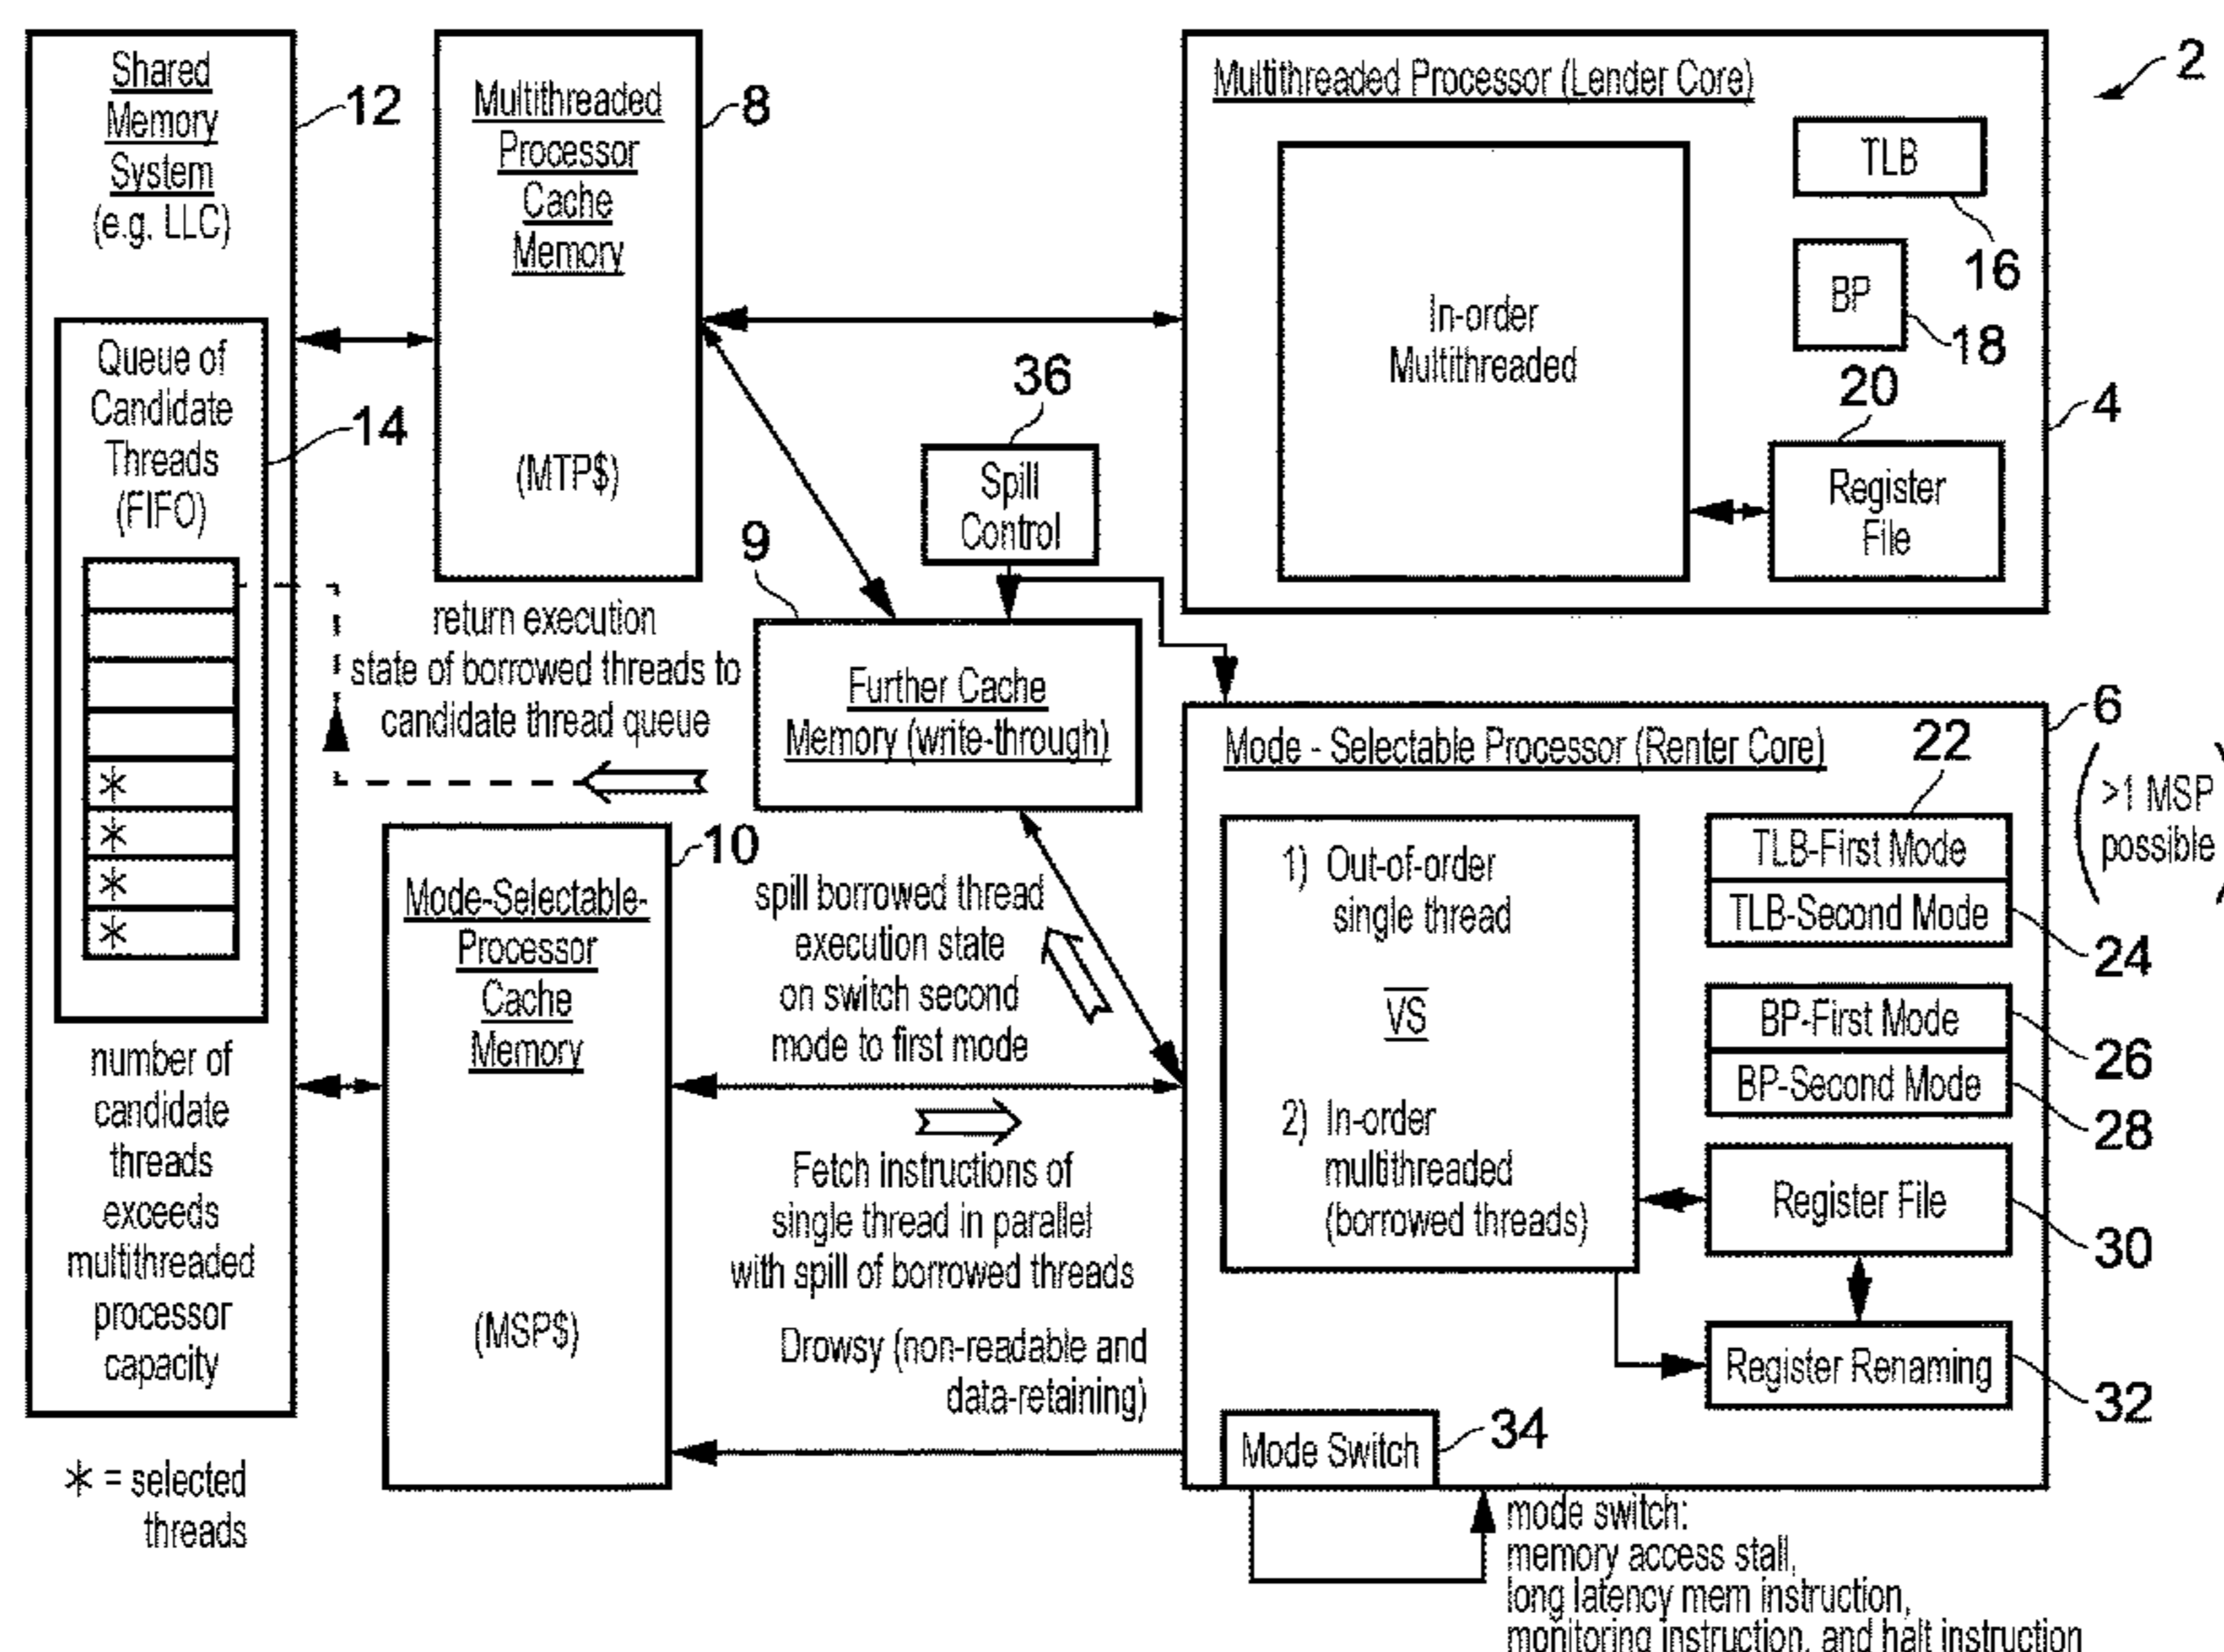 Shared
Memory
System
(e.g. LLC)
12
Queue of
Candidate
Threads
(FIFO)
14
*
*
*
*
number of
candidate
threads
exceeds
multithreaded
processor
capacity
* = selected
threads
Multithreaded
Processor
Cache
Memory
(MTP$)
8
return execution
state of borrowed threads to
candidate thread queue
Mode-Selectable-
Processor
Cache
Memory
(MSP$)
10
36
Spill
Control
9
Further Cache
Memory (write-through)
spill borrowed thread
execution state
on switch second
mode to first mode
Fetch instructions of
single thread in parallel
with spill of borrowed threads
Drowsy (non-readable and
data-retaining)
2
Multithreaded Processor (Lender Core)
In-order
Multithreaded
TLB
16
BP
18
20
Register
File
4
6
Mode - Selectable Processor (Renter Core)
(>1 MSP
possible)
1) Out-of-order
single thread
VS
2) In-order
multithreaded
(borrowed threads)
22
TLB-First Mode
TLB-Second Mode
24
BP-First Mode
26
BP-Second Mode
28
Register File
30
Register Renaming
32
Mode Switch
34
mode switch:
memory access stall,
long latency mem instruction,
monitoring instruction, and halt instruction